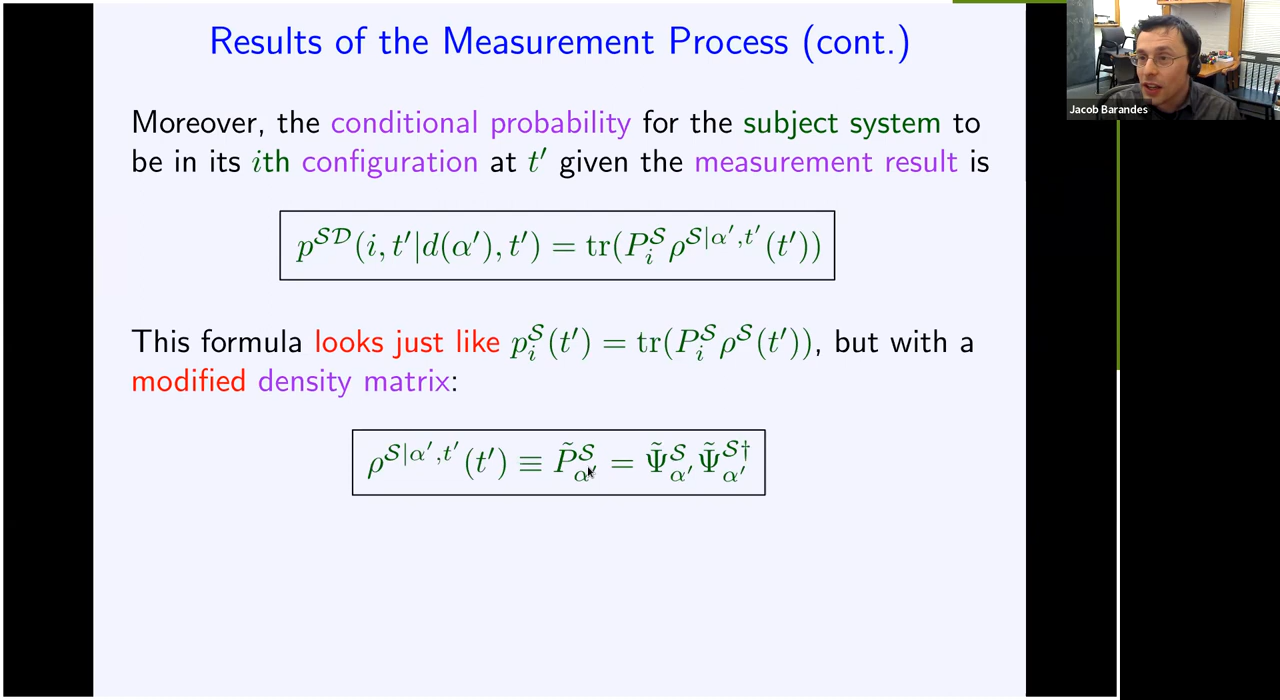 Results of the Measurement Process (cont.)
Jacob Barandes
Moreover, the conditional probability for the subject system to
be in its ith configuration at t′ given the measurement result is
p^{𝒮𝒟}(i, t′|d(α′), t′) = tr(P_i^𝒮 ρ^{𝒮|α′,t′}(t′))
This formula looks just like p_i^𝒮(t′) = tr(P_i^𝒮 ρ^𝒮(t′)), but with a
modified density matrix:
ρ^{𝒮|α′,t′}(t′) ≡ P̃_{α′}^𝒮 = Ψ̃_{α′}^𝒮 Ψ̃_{α′}^{𝒮†}